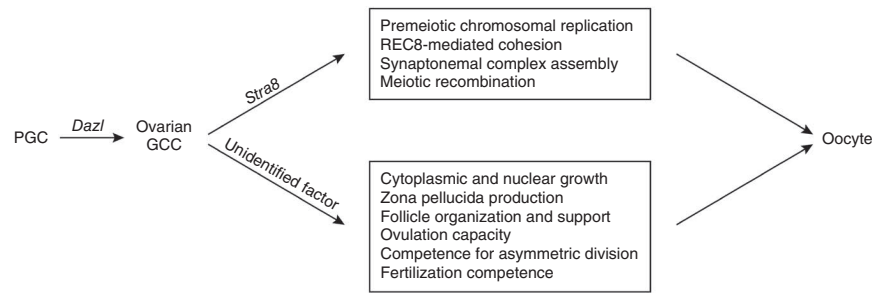 PGC
Dazl
Ovarian
GCC
Stra8
Premeiotic chromosomal replication
REC8-mediated cohesion
Synaptonemal complex assembly
Meiotic recombination
Unidentified factor
Cytoplasmic and nuclear growth
Zona pellucida production
Follicle organization and support
Ovulation capacity
Competence for asymmetric division
Fertilization competence
Oocyte